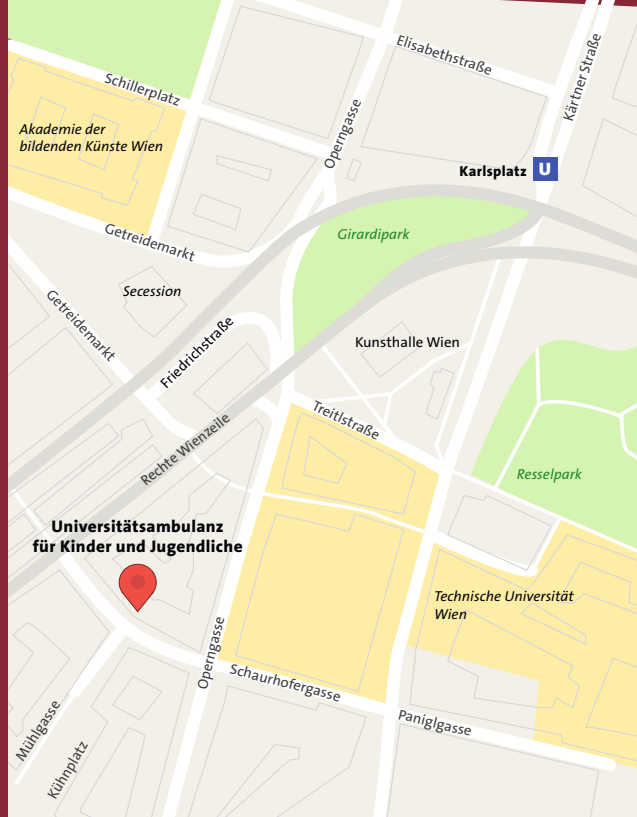 Elisabethstraße
Kärtner Straße
Schillerplatz
Operngasse
Akademie der
bildenden Künste Wien
Karlsplatz U
Getreidemarkt
Girardipark
Secession
Getreidemarkt
Friedrichstraße
Kunsthalle Wien
Treitlstraße
Rechte Wienzeile
Resselpark
Universitätsambulanz
für Kinder und Jugendliche
Technische Universität
Wien
Operngasse
Schaurhofergasse
Mühlgasse
Paniglgasse
Kühnplatz